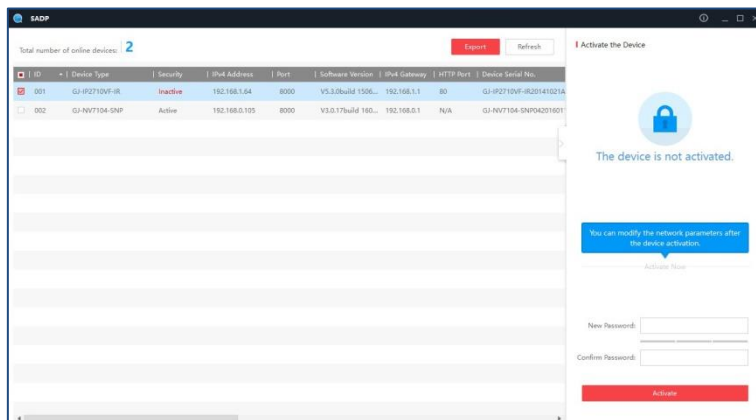 SADP
Total number of online devices: 2
Export
Refresh
ID
Device Type
Security
IPv4 Address
Port
Software Version
IPv4 Gateway
HTTP Port
Device Serial No.
001
GJ-IP2710VF-IR
Inactive
192.168.1.64
8000
V5.3.0build 1506...
192.168.1.1
80
GJ-IP2710VF-IR20141021A
002
GJ-NV7104-SNP
Active
192.168.0.105
8000
V3.0.17build 160...
192.168.0.1
N/A
GJ-NV7104-SNP04201601
Activate the Device
The device is not activated.
You can modify the network parameters after
the device activation.
Activate Now
New Password:
Confirm Password:
Activate